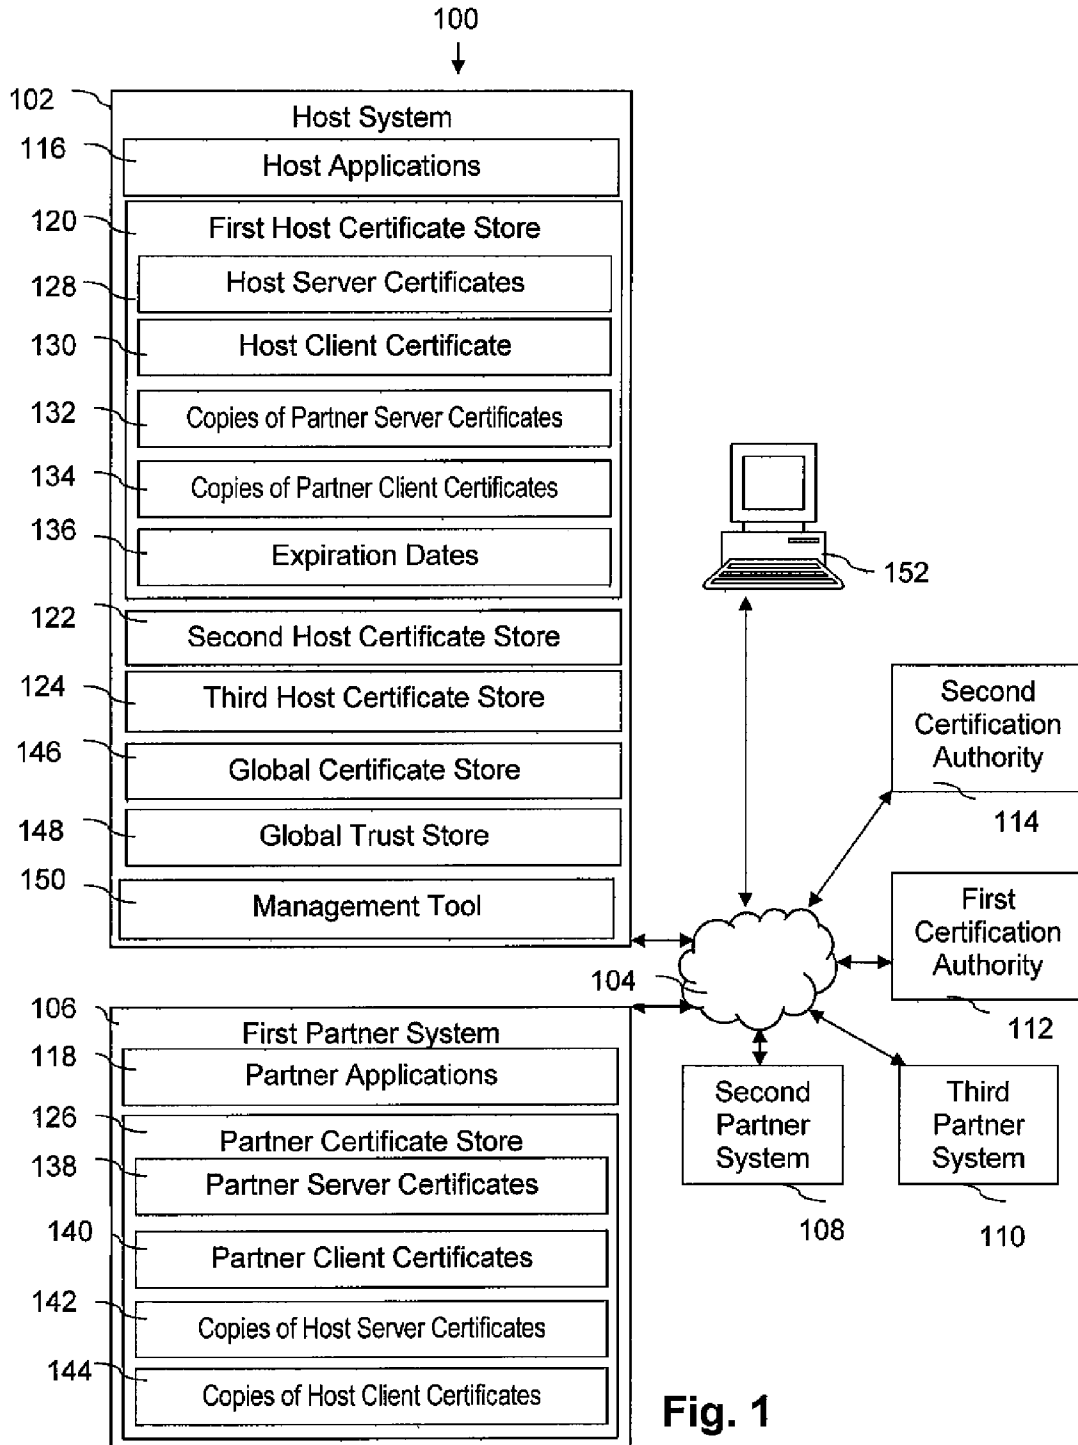 100
102
Host System
116
Host Applications
120
First Host Certificate Store
128
Host Server Certificates
130
Host Client Certificate
132
Copies of Partner Server Certificates
134
Copies of Partner Client Certificates
136
Expiration Dates
122
Second Host Certificate Store
124
Third Host Certificate Store
146
Global Certificate Store
148
Global Trust Store
150
Management Tool
152
Second
Certification
Authority
114
First
Certification
Authority
112
104
106
First Partner System
118
Partner Applications
126
Partner Certificate Store
138
Partner Server Certificates
140
Partner Client Certificates
142
Copies of Host Server Certificates
144
Copies of Host Client Certificates
Second
Partner
System
108
Third
Partner
System
110
Fig. 1